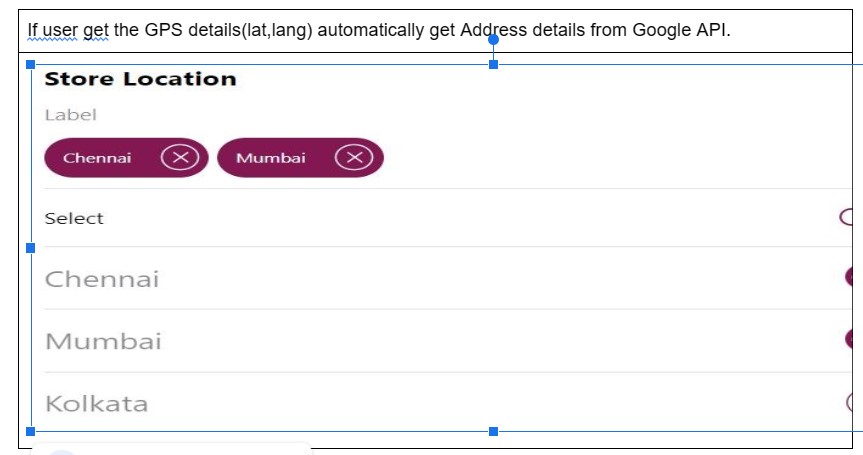 If user get the GPS details(lat,lang) automatically get Address details from Google API.
Store Location
Label
Chennai Mumbai
Select
Chennai
Mumbai
Kolkata